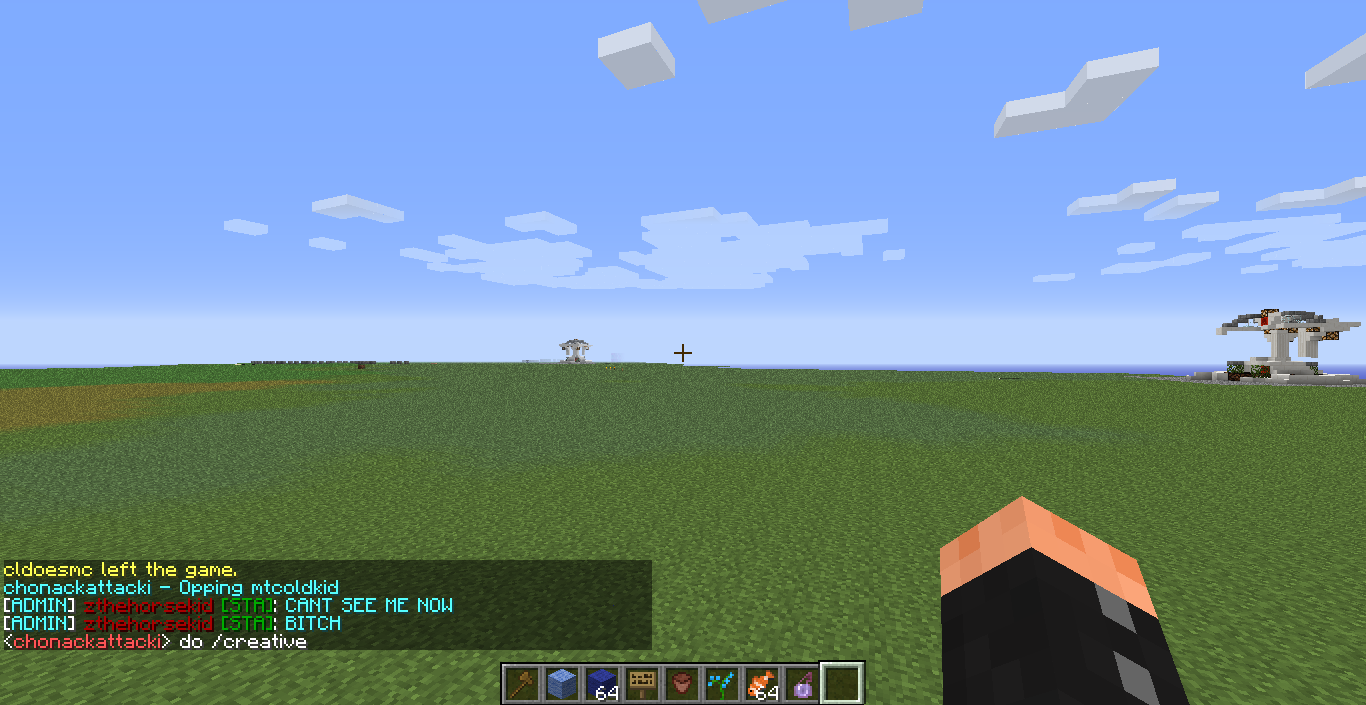 cldoesmc left the game.
chonackattacki - Opping mtcoldkid
[ADMIN] zthehorsekid [STA]: CANT SEE ME NOW
[ADMIN] zthehorsekid [STA]: BITCH
<chonackattacki> do /creative
64
64